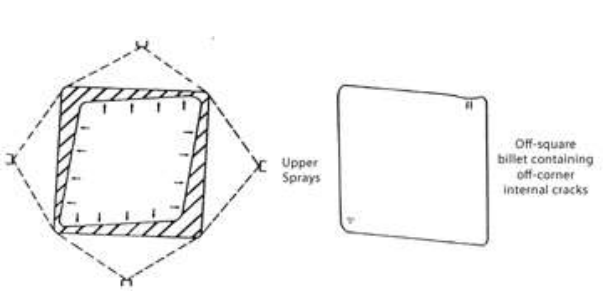 Upper
Sprays
Off-square
billet containing
off-corner
internal cracks